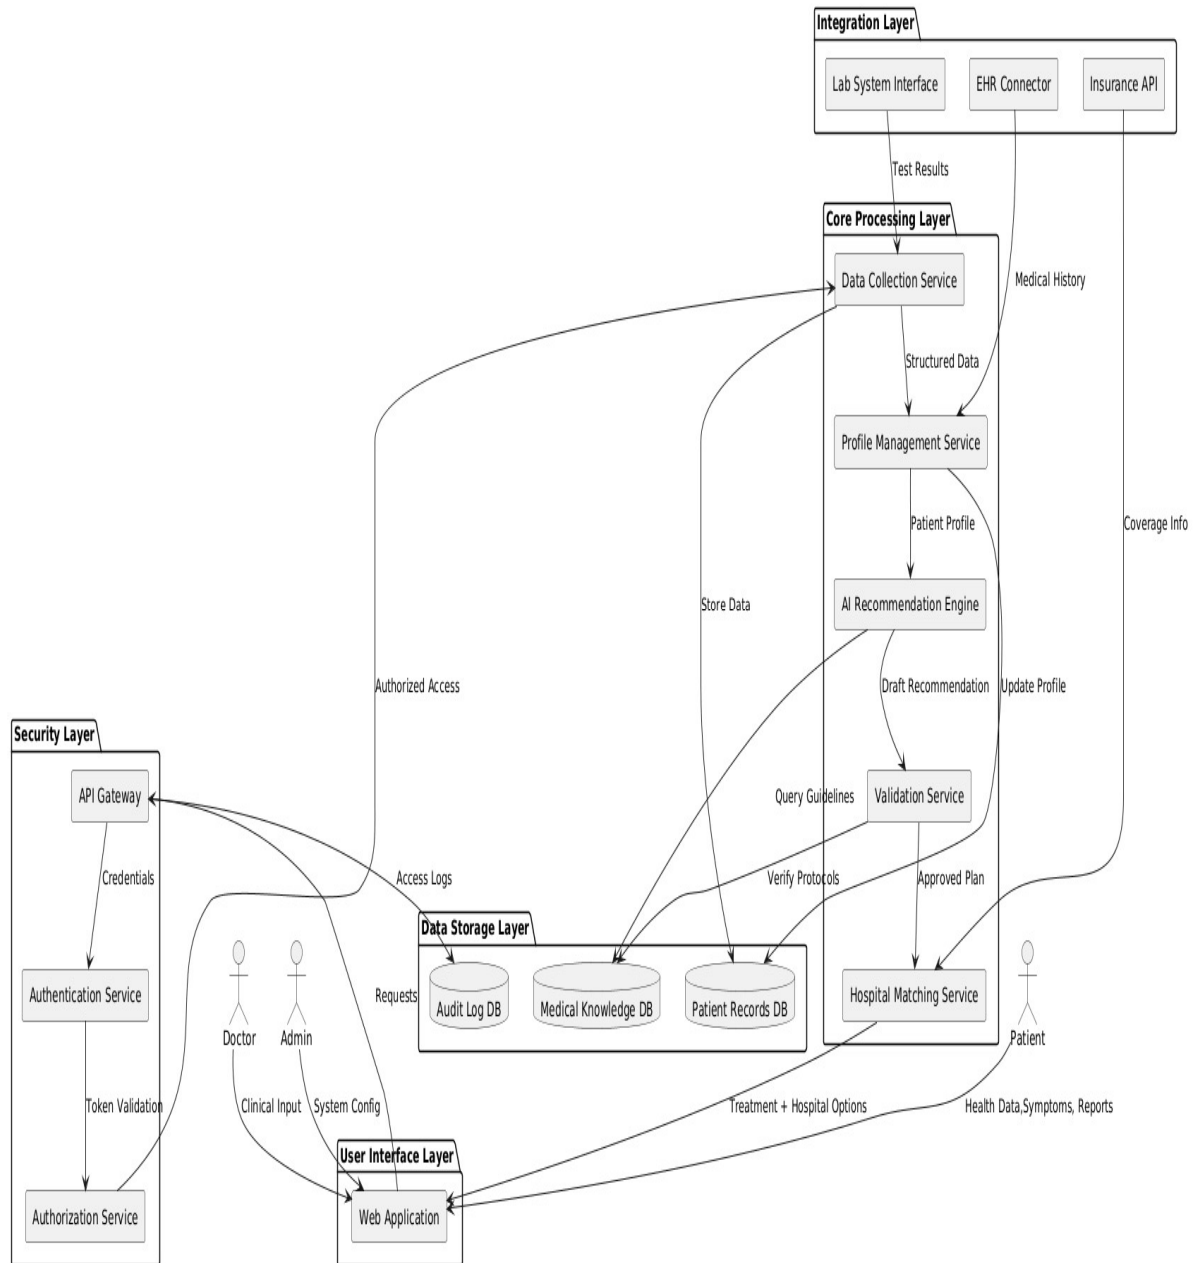 Integration Layer
Lab System Interface
EHR Connector
Insurance API
Test Results
Core Processing Layer
Data Collection Service
Medical History
Structured Data
Profile Management Service
Patient Profile
Coverage Info
AI Recommendation Engine
Store Data
Authorized Access
Draft Recommendation
Update Profile
Security Layer
API Gateway
Query Guidelines
Validation Service
Credentials
Access Logs
Verify Protocols
Approved Plan
Data Storage Layer
Authentication Service
Requests
Audit Log DB
Medical Knowledge DB
Patient Records DB
Hospital Matching Service
Doctor
Admin
Patient
Token Validation
Clinical Input
System Config
Treatment + Hospital Options
Health Data,Symptoms, Reports
User Interface Layer
Authorization Service
Web Application